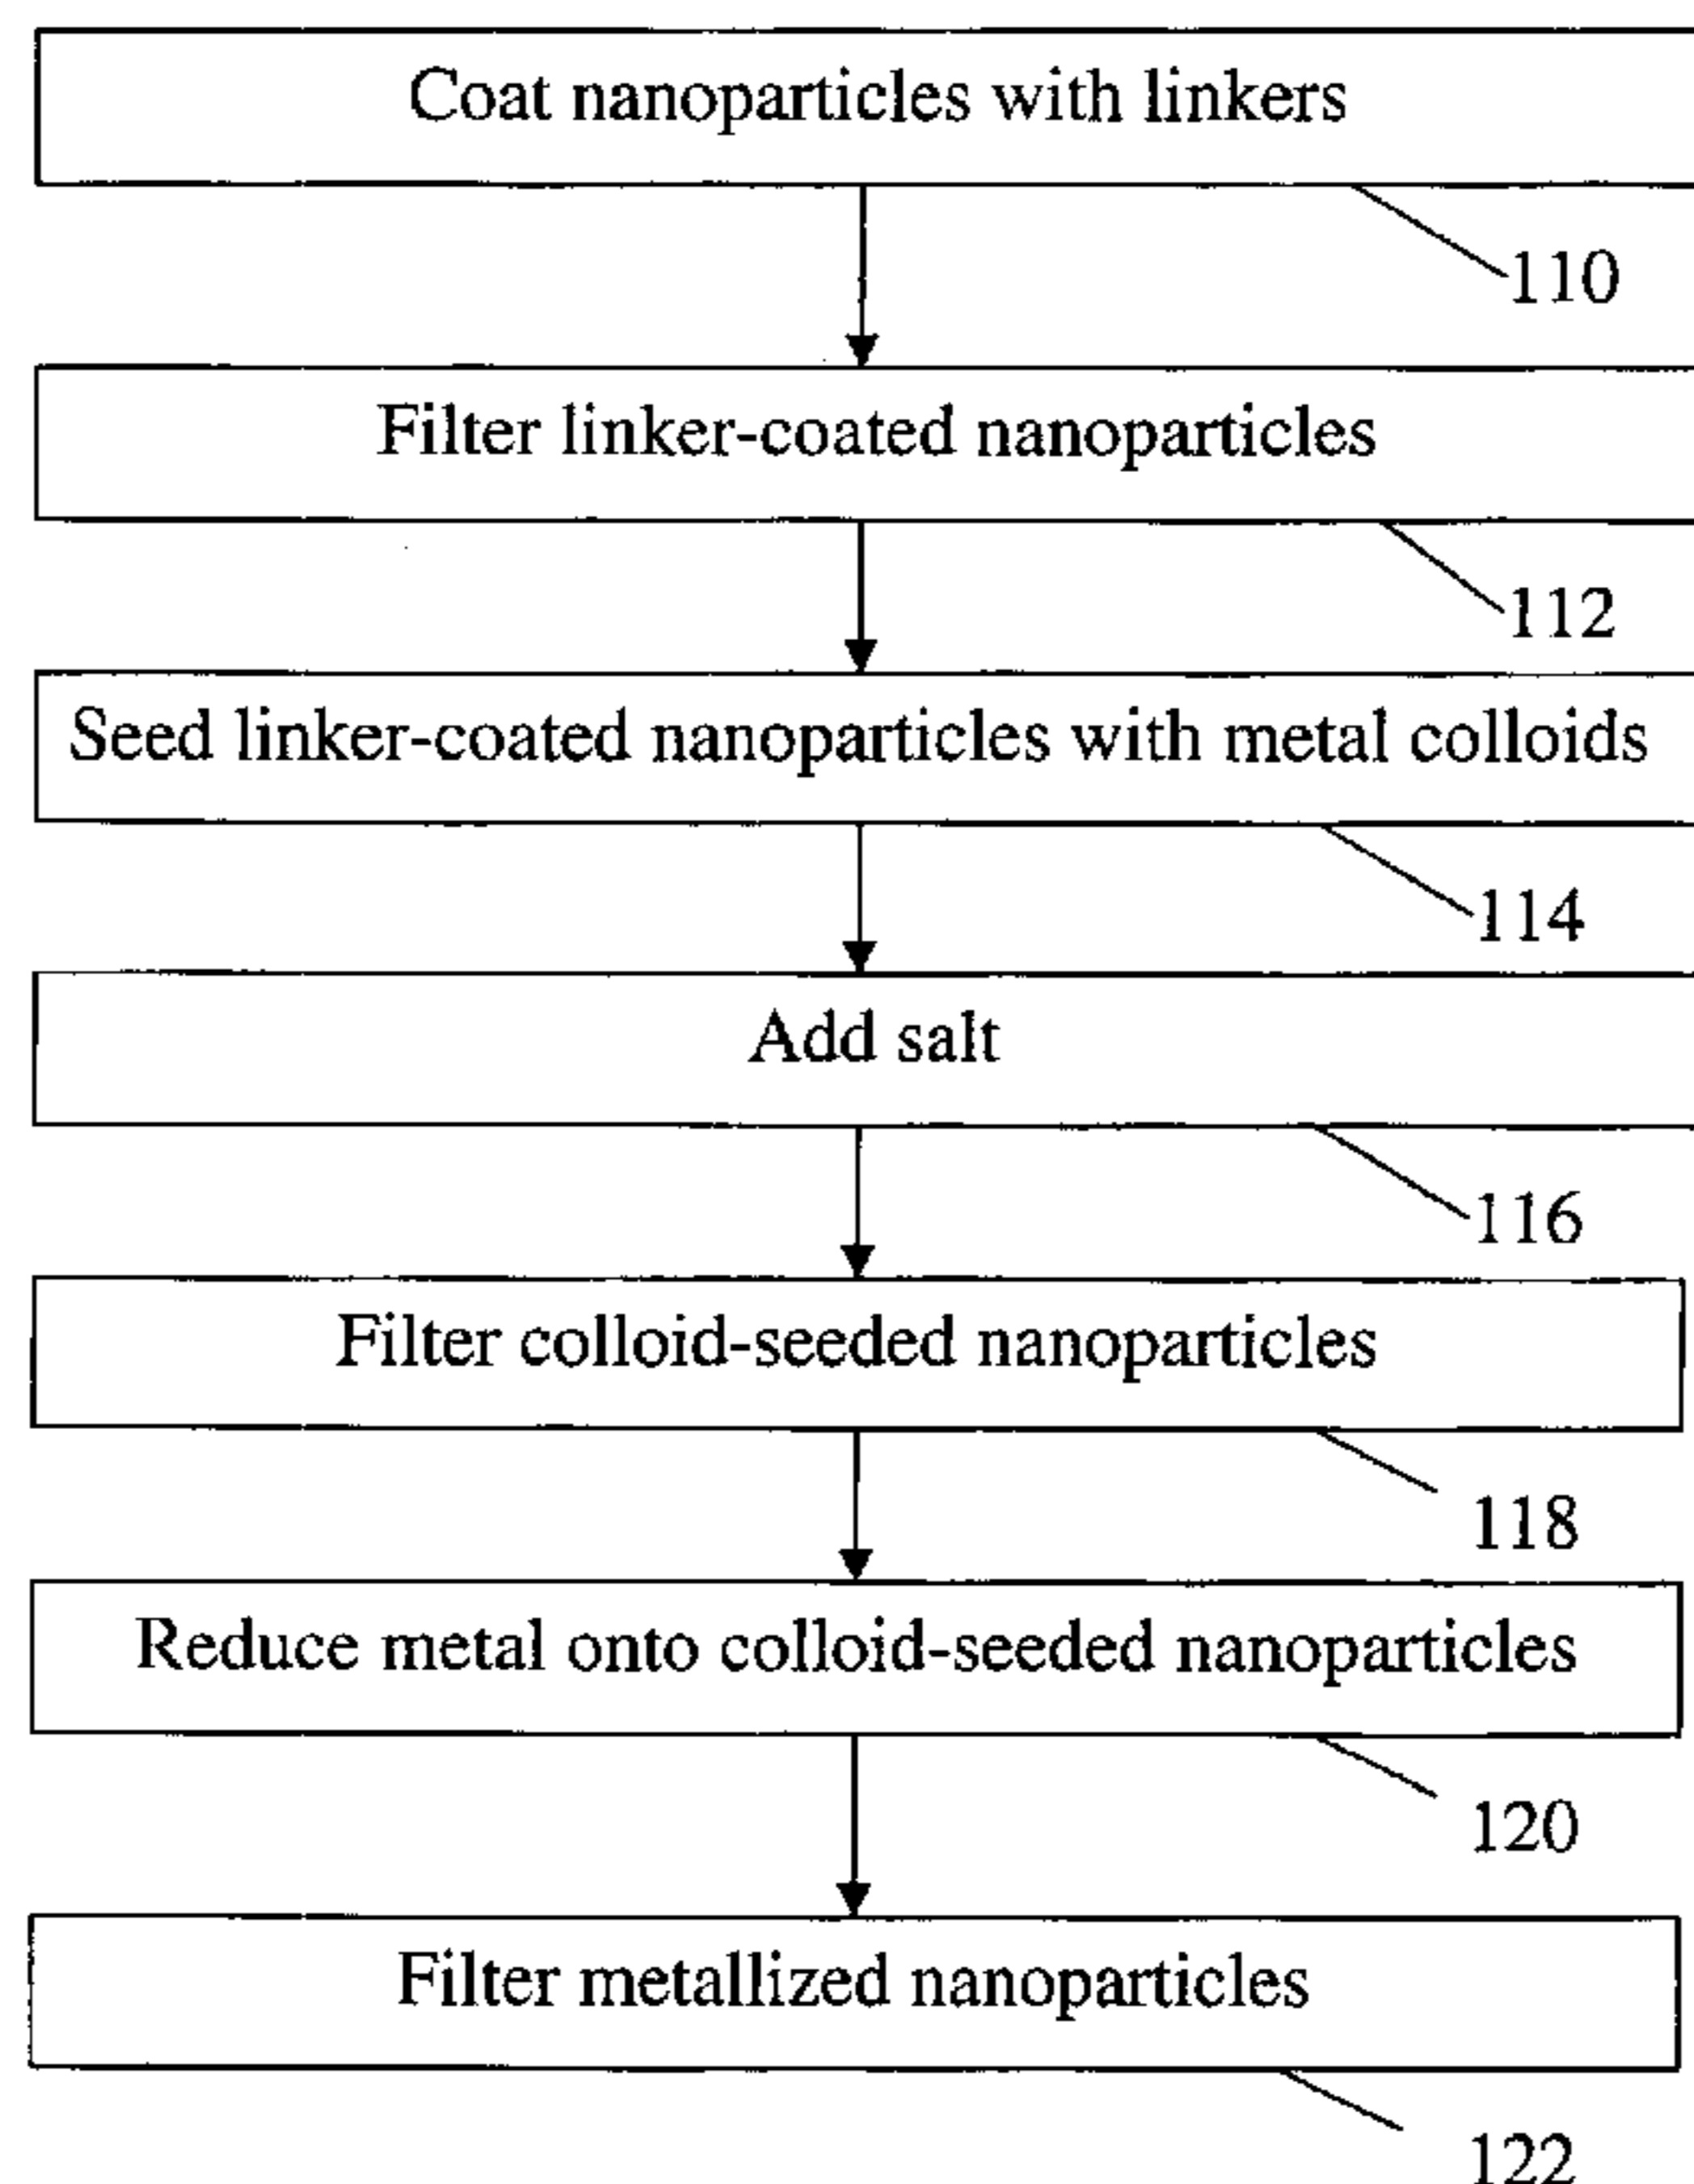 Coat nanoparticles with linkers
110
Filter linker-coated nanoparticles
112
Seed linker-coated nanoparticles with metal colloids
114
Add salt
116
Filter colloid-seeded nanoparticles
118
Reduce metal onto colloid-seeded nanoparticles
120
Filter metallized nanoparticles
122